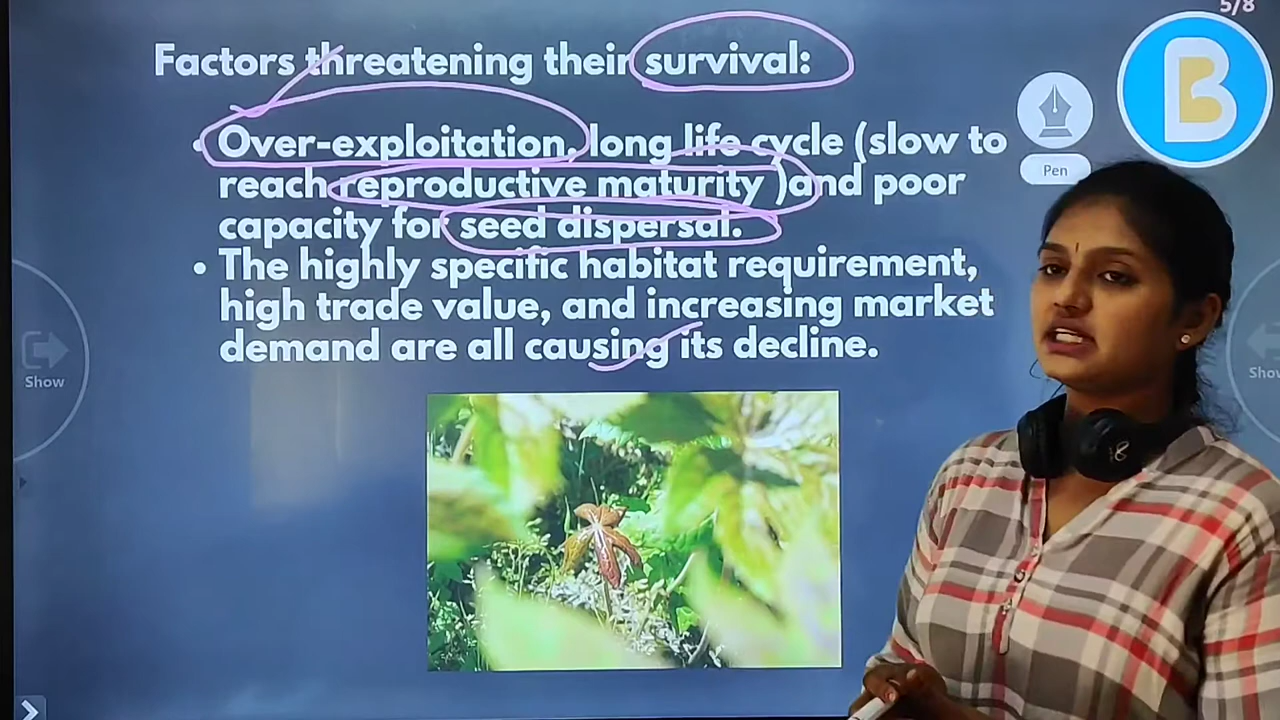 5/8
Factors threatening their survival:
B
• Over-exploitation, long life cycle (slow to
reach reproductive maturity )and poor
capacity for seed dispersal.
• The highly specific habitat requirement,
high trade value, and increasing market
demand are all causing its decline.
Pen
Show
Show